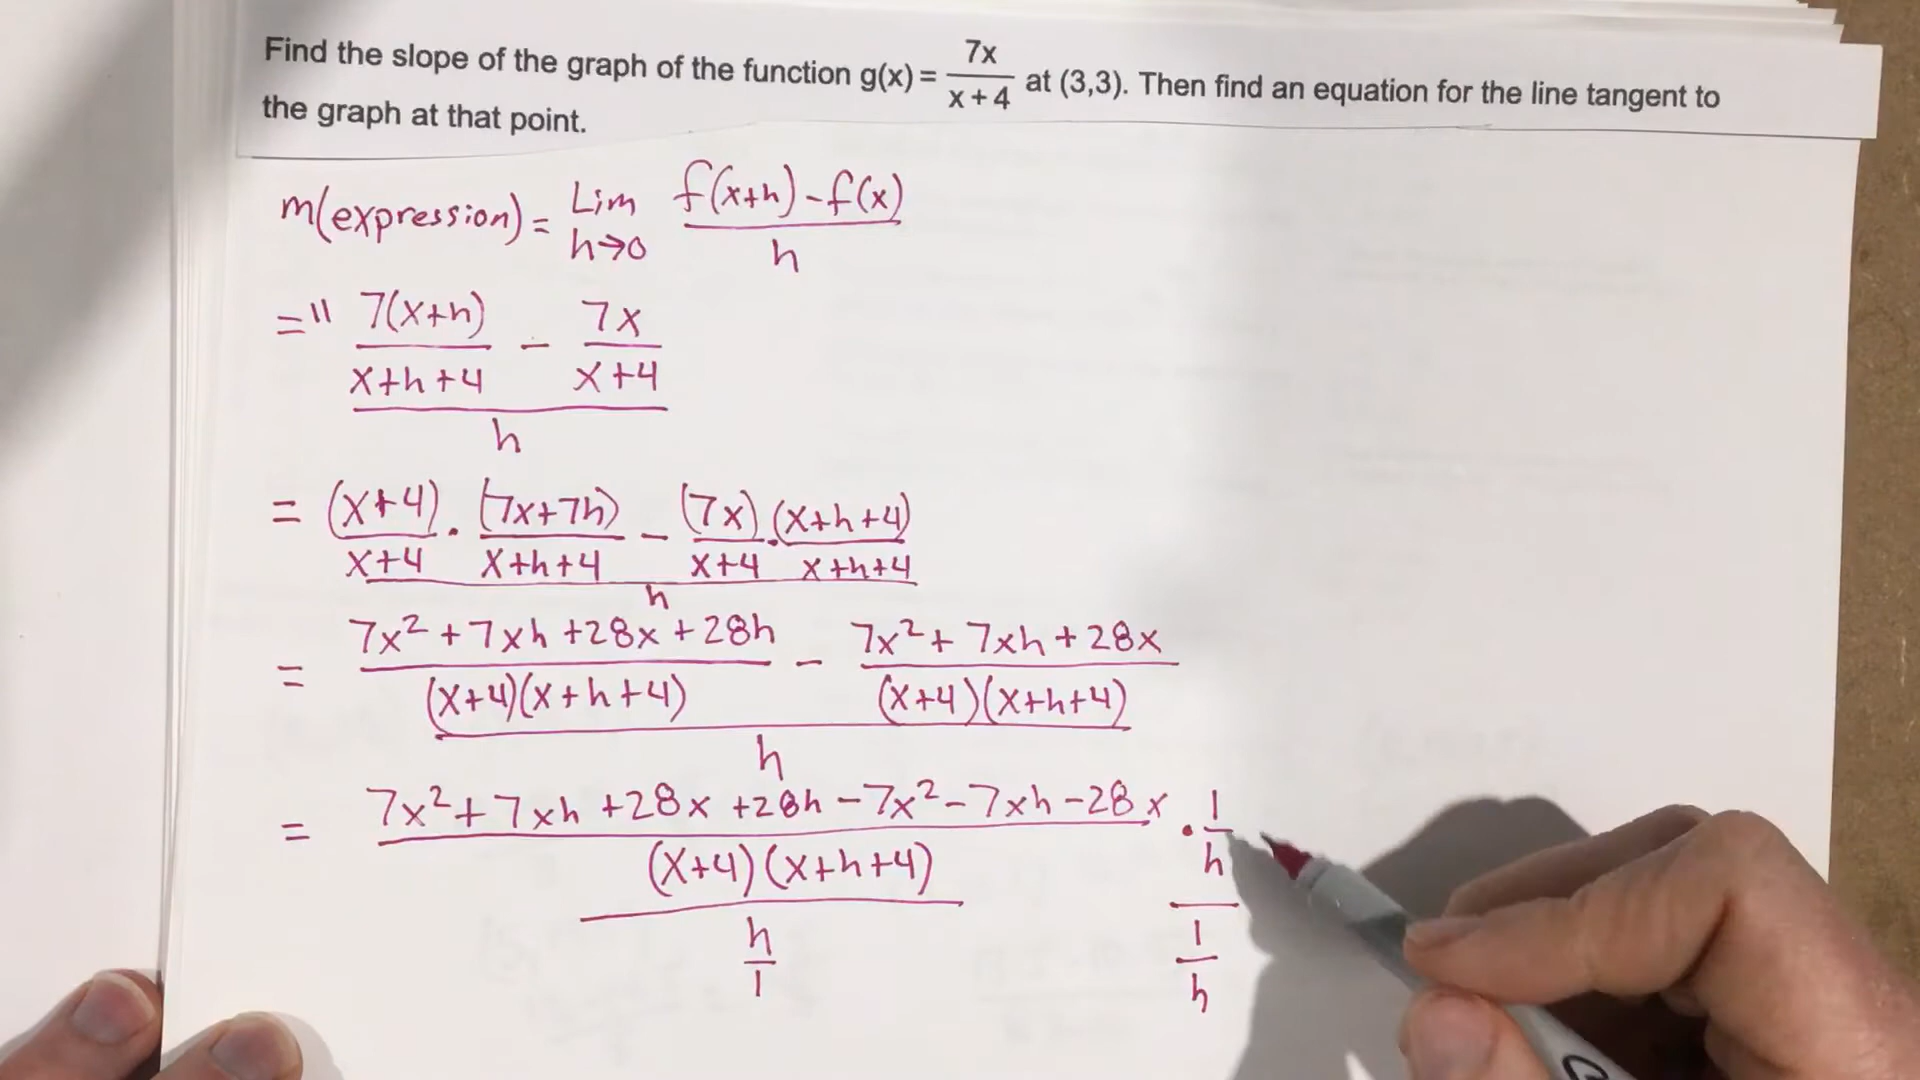 Find the slope of the graph of the function g(x) = 7x/(x + 4) at (3,3). Then find an equation for the line tangent to
the graph at that point.
m(expression) = Lim h→0 (f(x+h) - f(x))/h
= " (7(x+h)/(x+h+4) - 7x/(x+4))/h
= ((x+4)/(x+4) · (7x+7h)/(x+h+4) - (7x)/(x+4) · (x+h+4)/(x+h+4))/h
= ((7x² + 7xh + 28x + 28h)/((x+4)(x+h+4)) - (7x² + 7xh + 28x)/((x+4)(x+h+4)))/h
= ((7x² + 7xh + 28x + 28h - 7x² - 7xh - 28x)/((x+4)(x+h+4)))/(h/1) · (1/h)/(1/h)